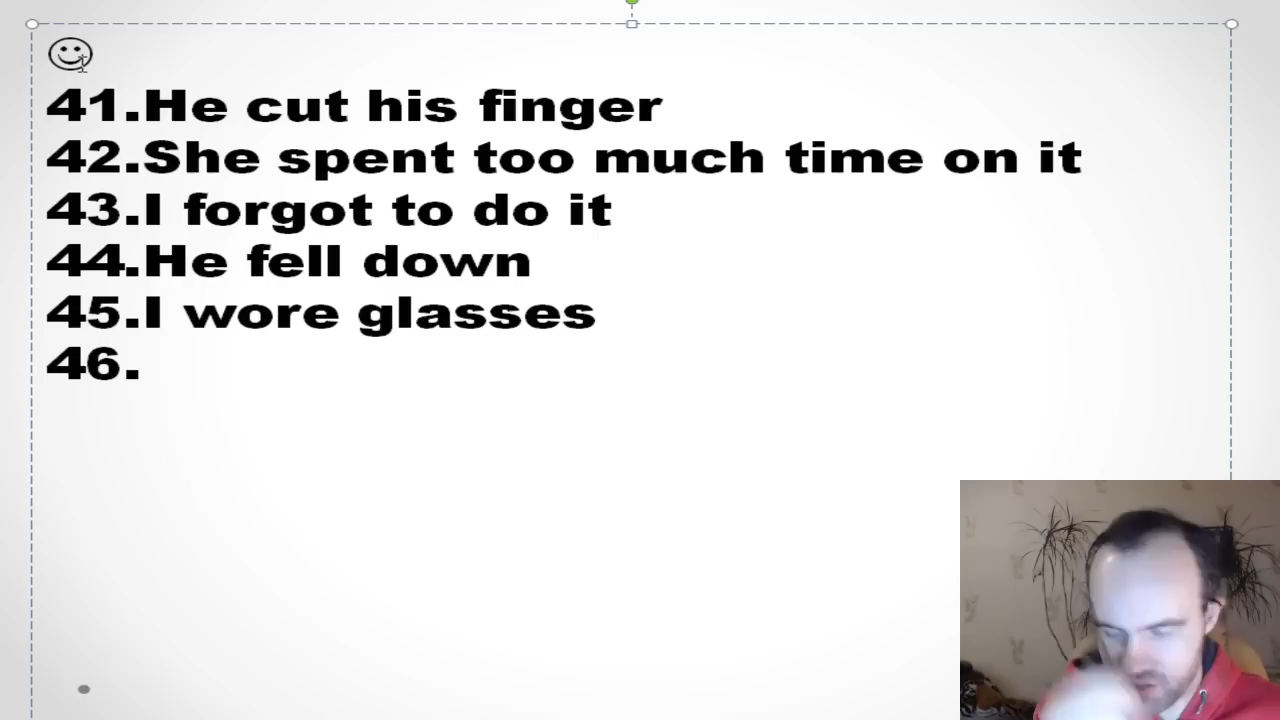 41.He cut his finger
42.She spent too much time on it
43.I forgot to do it
44.He fell down
45.I wore glasses
46.